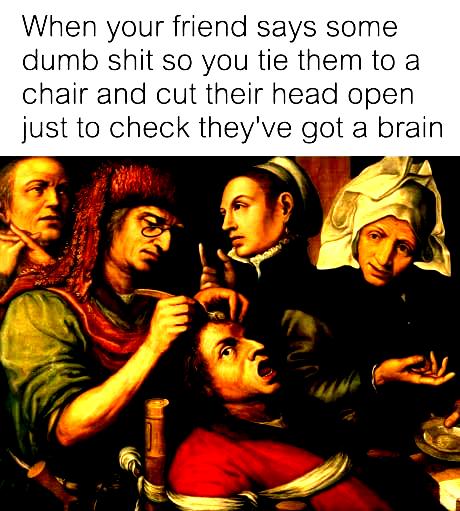 When your friend says some
dumb shit so you tie them to a
chair and cut their head open
just to check they've got a brain